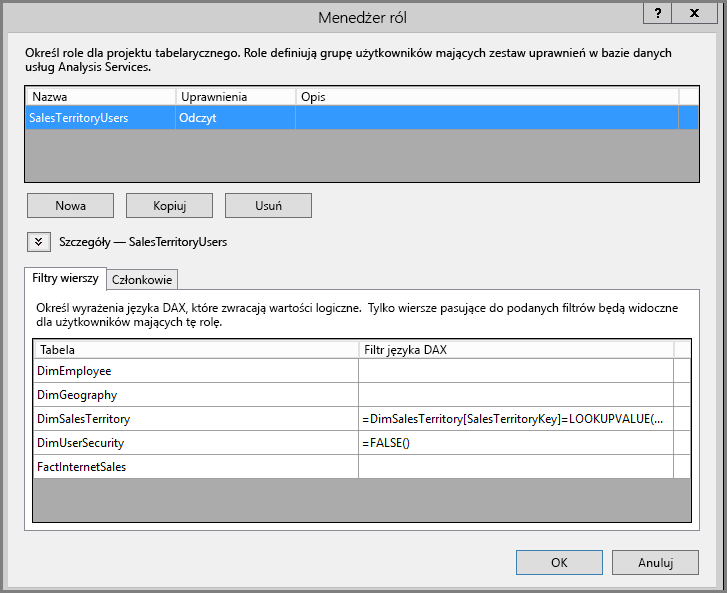 Menedżer ról
? x
Określ role dla projektu tabelarycznego. Role definiują grupę użytkowników mających zestaw uprawnień w bazie danych
usług Analysis Services.
Nazwa Uprawnienia Opis
SalesTerritoryUsers Odczyt
Nowa Kopiuj Usuń
Szczegóły — SalesTerritoryUsers
Filtry wierszy Członkowie
Określ wyrażenia języka DAX, które zwracają wartości logiczne. Tylko wiersze pasujące do podanych filtrów będą widoczne
dla użytkowników mających tę rolę.
Tabela Filtr języka DAX
DimEmployee
DimGeography
DimSalesTerritory =DimSalesTerritory[SalesTerritoryKey]=LOOKUPVALUE(...
DimUserSecurity =FALSE()
FactInternetSales
OK Anuluj